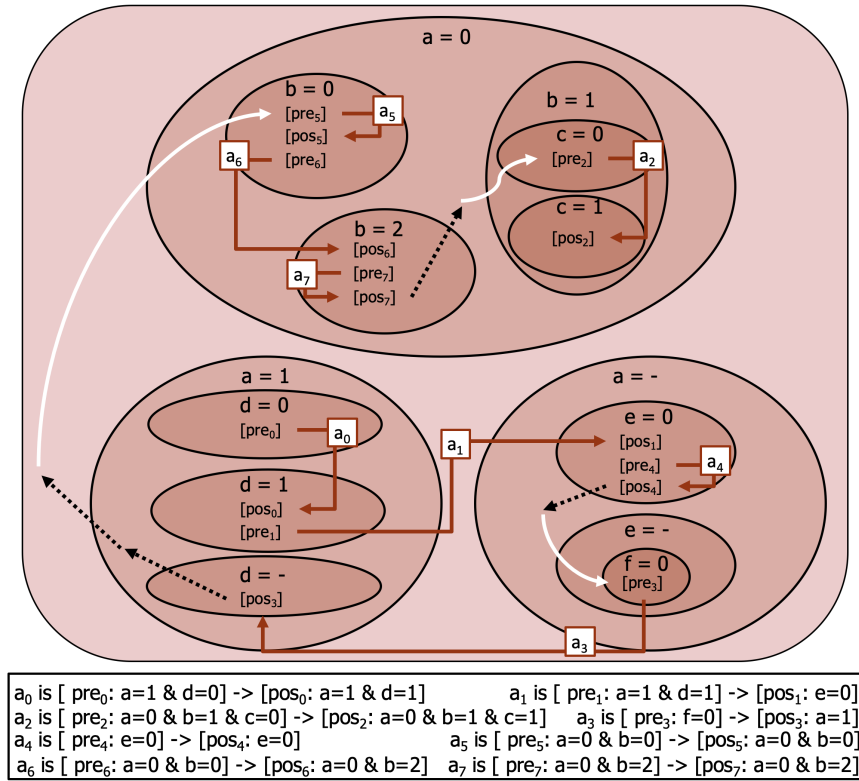 a = 0
b = 0
[pre₅]
a₅
[pos₅]
a₆
[pre₆]
b = 1
c = 0
[pre₂]
a₂
c = 1
[pos₂]
b = 2
[pos₆]
a₇
[pre₇]
[pos₇]
a = 1
d = 0
[pre₀]
a₀
d = 1
[pos₀]
[pre₁]
d = -
[pos₃]
a₁
a = -
e = 0
[pos₁]
[pre₄]
a₄
[pos₄]
e = -
f = 0
[pre₃]
a₃
a₀ is [ pre₀: a=1 & d=0] -> [pos₀: a=1 & d=1] a₁ is [ pre₁: a=1 & d=1] -> [pos₁: e=0]
a₂ is [ pre₂: a=0 & b=1 & c=0] -> [pos₂: a=0 & b=1 & c=1] a₃ is [ pre₃: f=0] -> [pos₃: a=1]
a₄ is [ pre₄: e=0] -> [pos₄: e=0] a₅ is [ pre₅: a=0 & b=0] -> [pos₅: a=0 & b=0]
a₆ is [ pre₆: a=0 & b=0] -> [pos₆: a=0 & b=2] a₇ is [ pre₇: a=0 & b=2] -> [pos₇: a=0 & b=2]